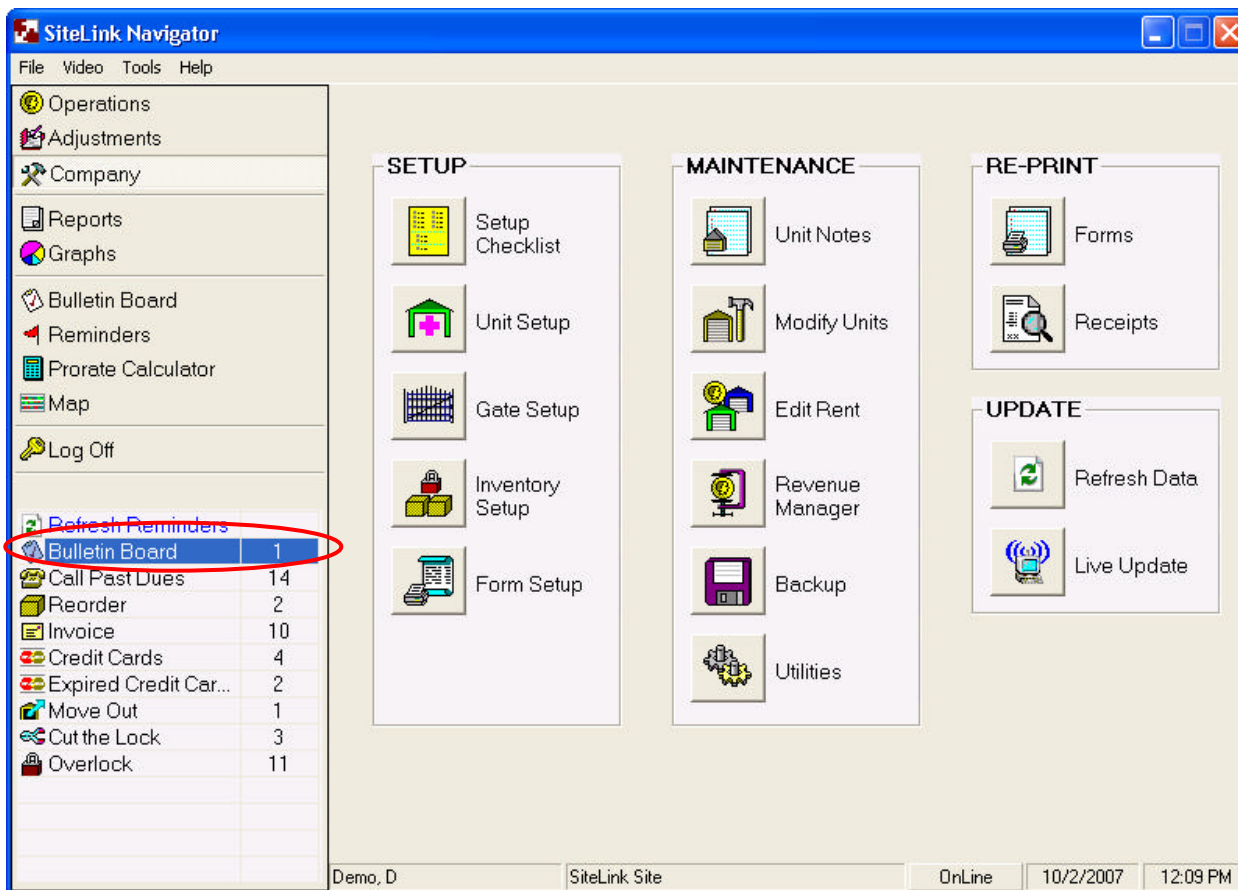 SiteLink Navigator
File Video Tools Help
Operations
Adjustments
Company
Reports
Graphs
Bulletin Board
Reminders
Prorate Calculator
Map
Log Off
Refresh Reminders
Bulletin Board 1
Call Past Dues 14
Reorder 2
Invoice 10
Credit Cards 4
Expired Credit Car... 2
Move Out 1
Cut the Lock 3
Overlock 11
SETUP
Setup
Checklist
Unit Setup
Gate Setup
Inventory
Setup
Form Setup
MAINTENANCE
Unit Notes
Modify Units
Edit Rent
Revenue
Manager
Backup
Utilities
RE-PRINT
Forms
Receipts
UPDATE
Refresh Data
Live Update
Demo, D SiteLink Site OnLine 10/2/2007 12:09 PM